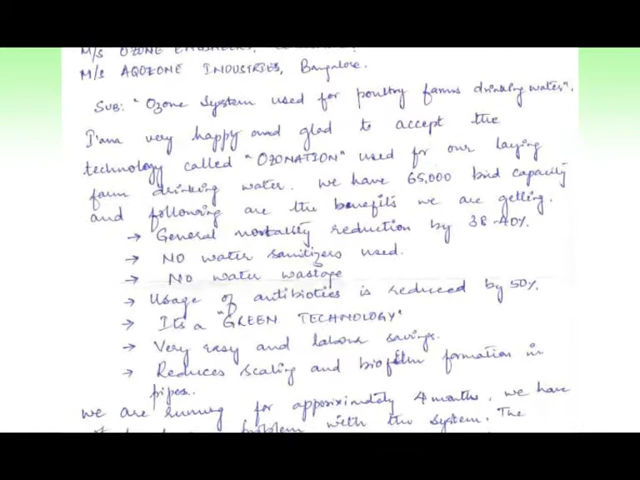 M/s OZONE
M/s AQOZONE INDUSTRIES, Bangalore.
SUB: "Ozone System used for poultry farms drinking water".
I'am very happy and glad to accept the
technology called "OZONATION" used for our laying
farm drinking water. We have 65,000 bird capacity
and following are the benefits we are getting.
→ General mortality reduction by 38-40%.
→ NO water sanitizers used.
→ NO water wastage
→ Usage of antibiotics is reduced by 50%.
→ Its a "GREEN TECHNOLOGY"
→ Very easy and labour savings.
→ Reduces scaling and biofilm formation in
pipes.
We are running for approximately 4 months, we have
problem with the system. The